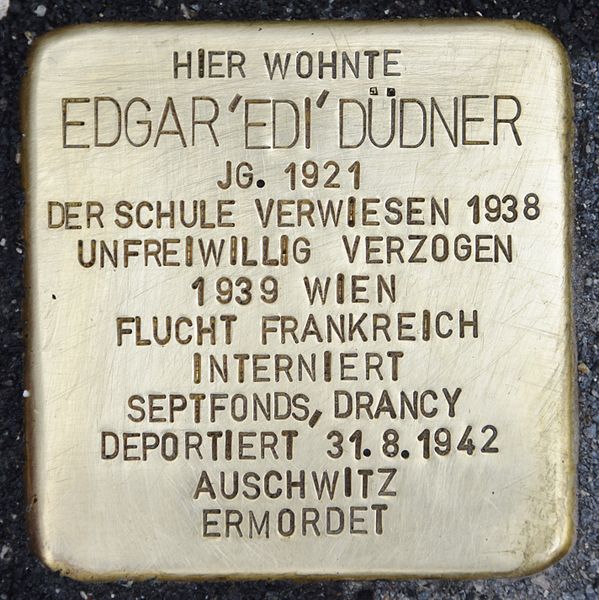 HIER WOHNTE
EDGAR 'EDI' DÜDNER
JG. 1921
DER SCHULE VERWIESEN 1938
UNFREIWILLIG VERZOGEN
1939 WIEN
FLUCHT FRANKREICH
INTERNIERT
SEPTFONDS, DRANCY
DEPORTIERT 31.8.1942
AUSCHWITZ
ERMORDET